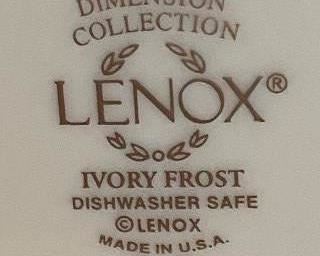 DIMENSION
COLLECTION
LENOX®
IVORY FROST
DISHWASHER SAFE
©LENOX
MADE IN U.S.A.